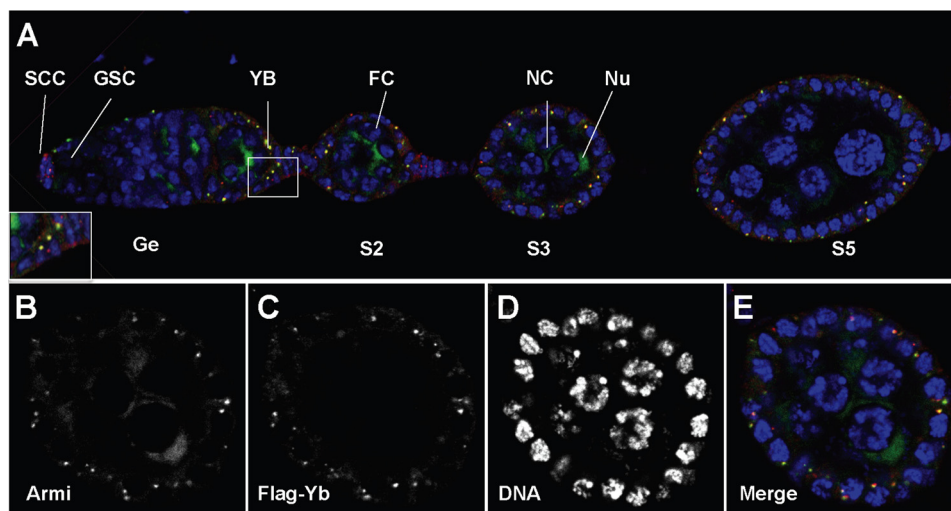 A
SCC GSC YB FC NC Nu
Ge S2 S3 S5
B C D E
Armi Flag-Yb DNA Merge